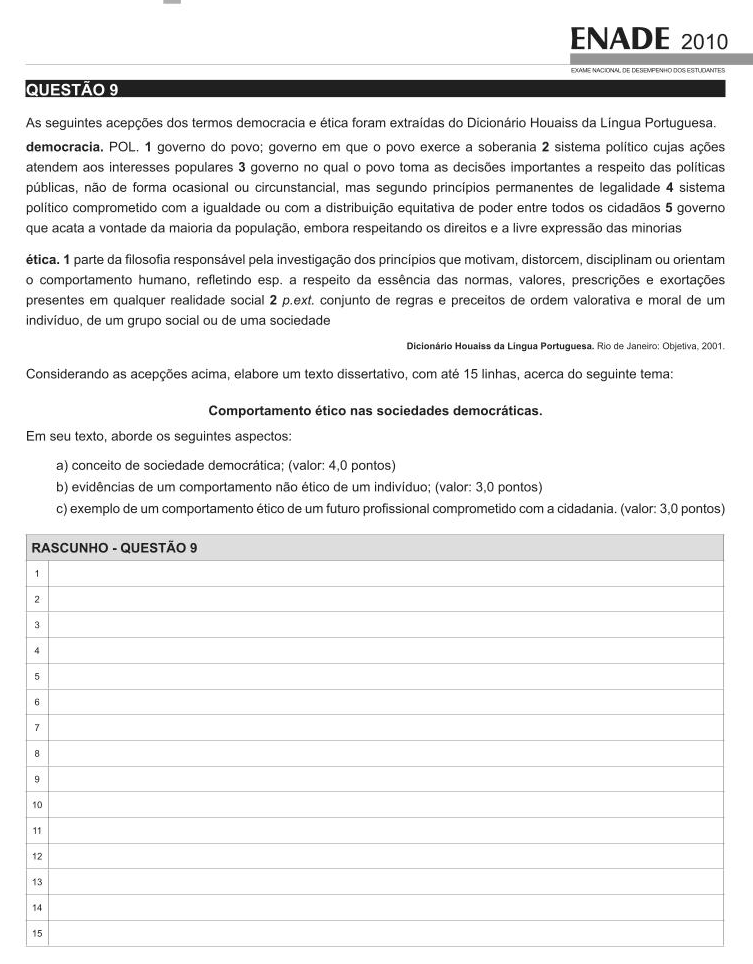 ENADE 2010
EXAME NACIONAL DE DESEMPENHO DOS ESTUDANTES
QUESTÃO 9
As seguintes acepções dos termos democracia e ética foram extraídas do Dicionário Houaiss da Língua Portuguesa.
democracia. POL. 1 governo do povo; governo em que o povo exerce a soberania 2 sistema político cujas ações
atendem aos interesses populares 3 governo no qual o povo toma as decisões importantes a respeito das políticas
públicas, não de forma ocasional ou circunstancial, mas segundo princípios permanentes de legalidade 4 sistema
político comprometido com a igualdade ou com a distribuição equitativa de poder entre todos os cidadãos 5 governo
que acata a vontade da maioria da população, embora respeitando os direitos e a livre expressão das minorias
ética. 1 parte da filosofia responsável pela investigação dos princípios que motivam, distorcem, disciplinam ou orientam
o comportamento humano, refletindo esp. a respeito da essência das normas, valores, prescrições e exortações
presentes em qualquer realidade social 2 p.ext. conjunto de regras e preceitos de ordem valorativa e moral de um
indivíduo, de um grupo social ou de uma sociedade
Dicionário Houaiss da Língua Portuguesa. Rio de Janeiro: Objetiva, 2001.
Considerando as acepções acima, elabore um texto dissertativo, com até 15 linhas, acerca do seguinte tema:
Comportamento ético nas sociedades democráticas.
Em seu texto, aborde os seguintes aspectos:
a) conceito de sociedade democrática; (valor: 4,0 pontos)
b) evidências de um comportamento não ético de um indivíduo; (valor: 3,0 pontos)
c) exemplo de um comportamento ético de um futuro profissional comprometido com a cidadania. (valor: 3,0 pontos)
RASCUNHO - QUESTÃO 9
1
2
3
4
5
6
7
8
9
10
11
12
13
14
15